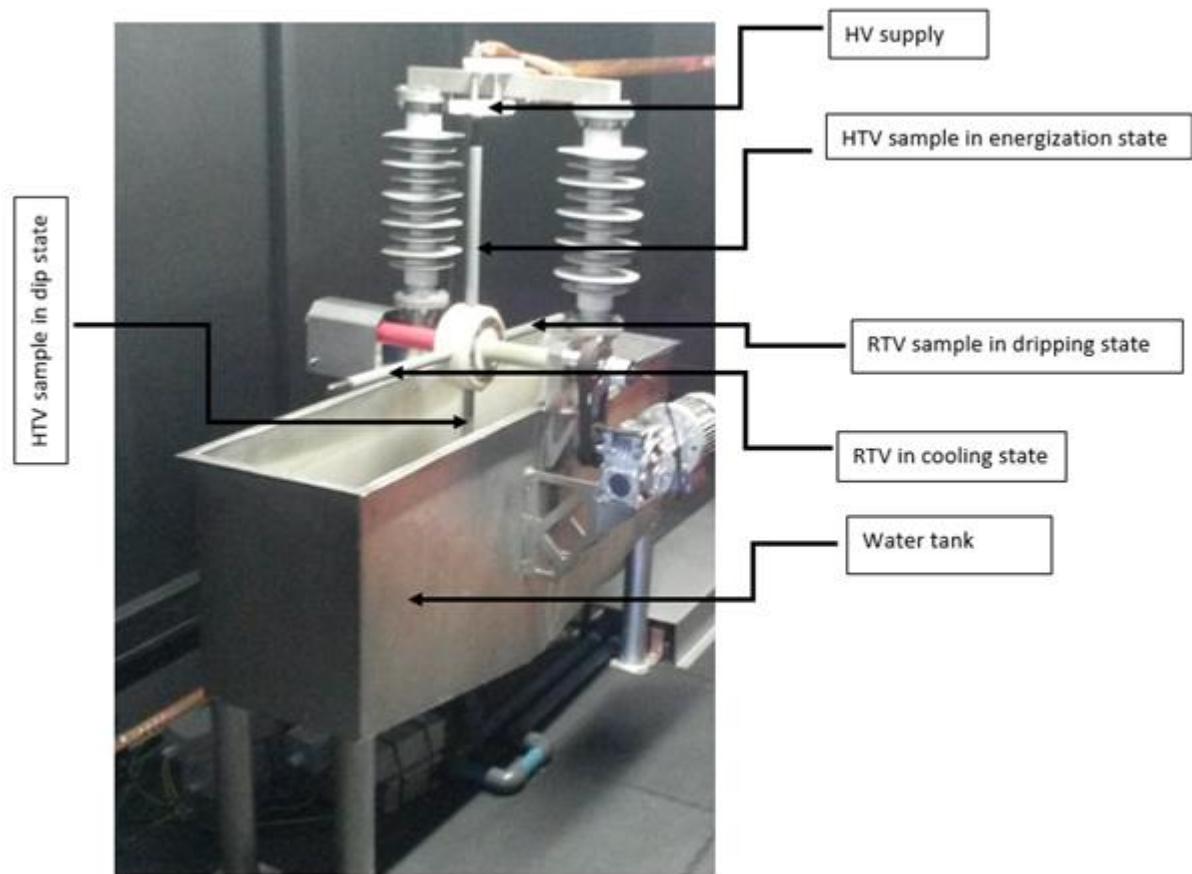 HV supply
HTV sample in energization state
HTV sample in dip state
RTV sample in dripping state
RTV in cooling state
Water tank